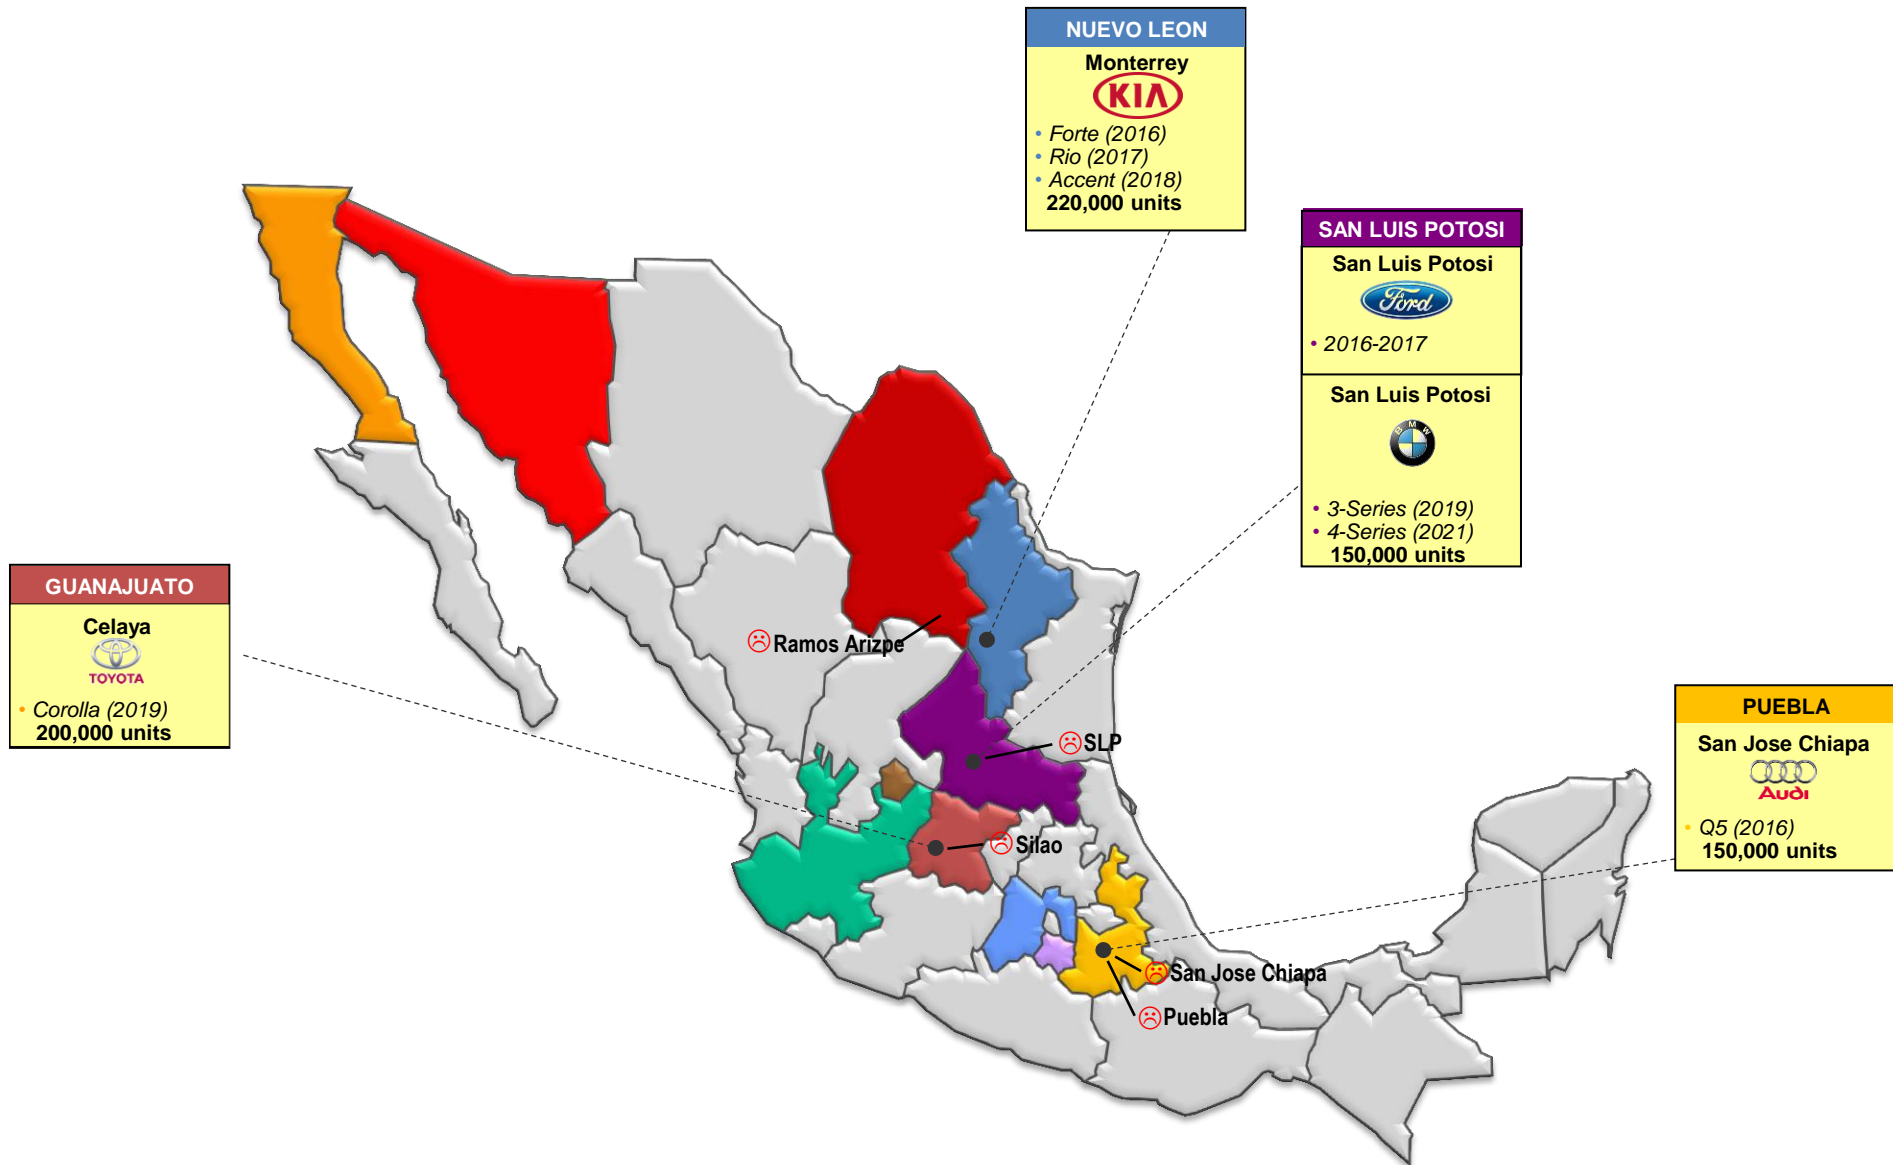 NUEVO LEON
Monterrey
KIA
• Forte (2016)
• Rio (2017)
• Accent (2018)
220,000 units
SAN LUIS POTOSI
San Luis Potosi
Ford
• 2016-2017
San Luis Potosi
BMW
• 3-Series (2019)
• 4-Series (2021)
150,000 units
GUANAJUATO
Celaya
TOYOTA
• Corolla (2019)
200,000 units
PUEBLA
San Jose Chiapa
Audi
• Q5 (2016)
150,000 units
Ramos Arizpe
SLP
Silao
San Jose Chiapa
Puebla